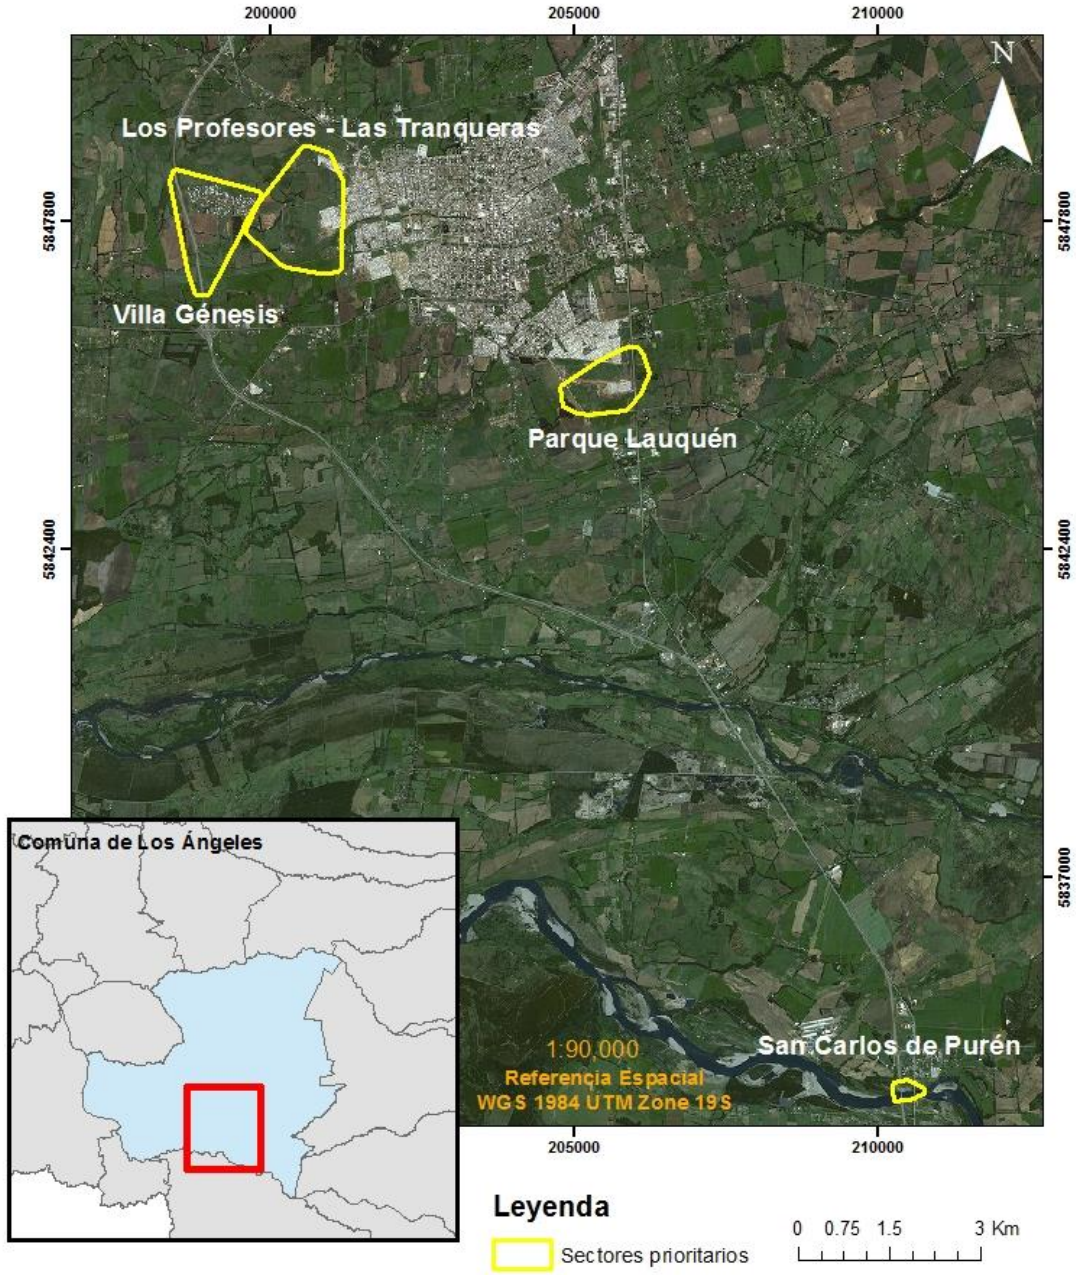 200000
205000
210000
N
Los Profesores - Las Tranqueras
5847800
5847800
Villa Génesis
Parque Lauquén
5842400
5842400
Comuna de Los Ángeles
5837000
San Carlos de Purén
1:90,000
Referencia Espacial
WGS 1984 UTM Zone 19S
205000
210000
Leyenda
Sectores prioritarios
0 0.75 1.5 3 Km